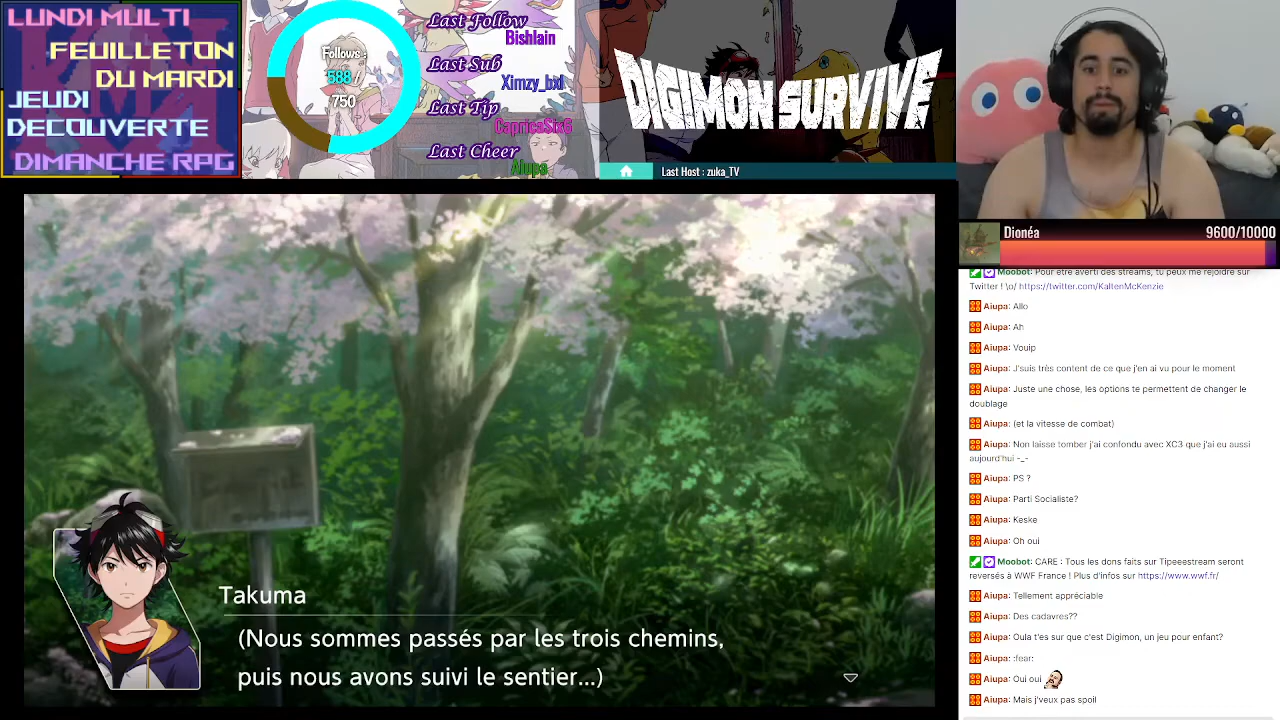 LUNDI MULTI
FEUILLETON
DU MARDI
JEUDI
DECOUVERTE
DIMANCHE RPG
Follows :
588 /
750
Last Follow
Bishlain
Last Sub
Ximzy_bxl
Last Tip
CapricaSix6
Last Cheer
Aiupa
DIGIMON SURVIVE
Last Host : zuka_TV
Dionéa
9600/10000
Moobot: Pour être averti des streams, tu peux me rejoindre sur
Twitter ! \o/ https://twitter.com/KaltenMcKenzie
Aiupa: Allo
Aiupa: Ah
Aiupa: Vouip
Aiupa: J'suis très content de ce que j'en ai vu pour le moment
Aiupa: Juste une chose, les options te permettent de changer le
doublage
Aiupa: (et la vitesse de combat)
Aiupa: Non laisse tomber j'ai confondu avec XC3 que j'ai eu aussi
aujourd'hui -_-
Aiupa: PS ?
Aiupa: Parti Socialiste?
Aiupa: Keske
Aiupa: Oh oui
Moobot: CARE : Tous les dons faits sur Tipeeestream seront
reversés à WWF France ! Plus d'infos sur https://www.wwf.fr/
Aiupa: Tellement appréciable
Aiupa: Des cadavres??
Aiupa: Oula t'es sur que c'est Digimon, un jeu pour enfant?
Aiupa: :fear:
Aiupa: Oui oui
Aiupa: Mais j'veux pas spoil
Takuma
(Nous sommes passés par les trois chemins,
puis nous avons suivi le sentier...)